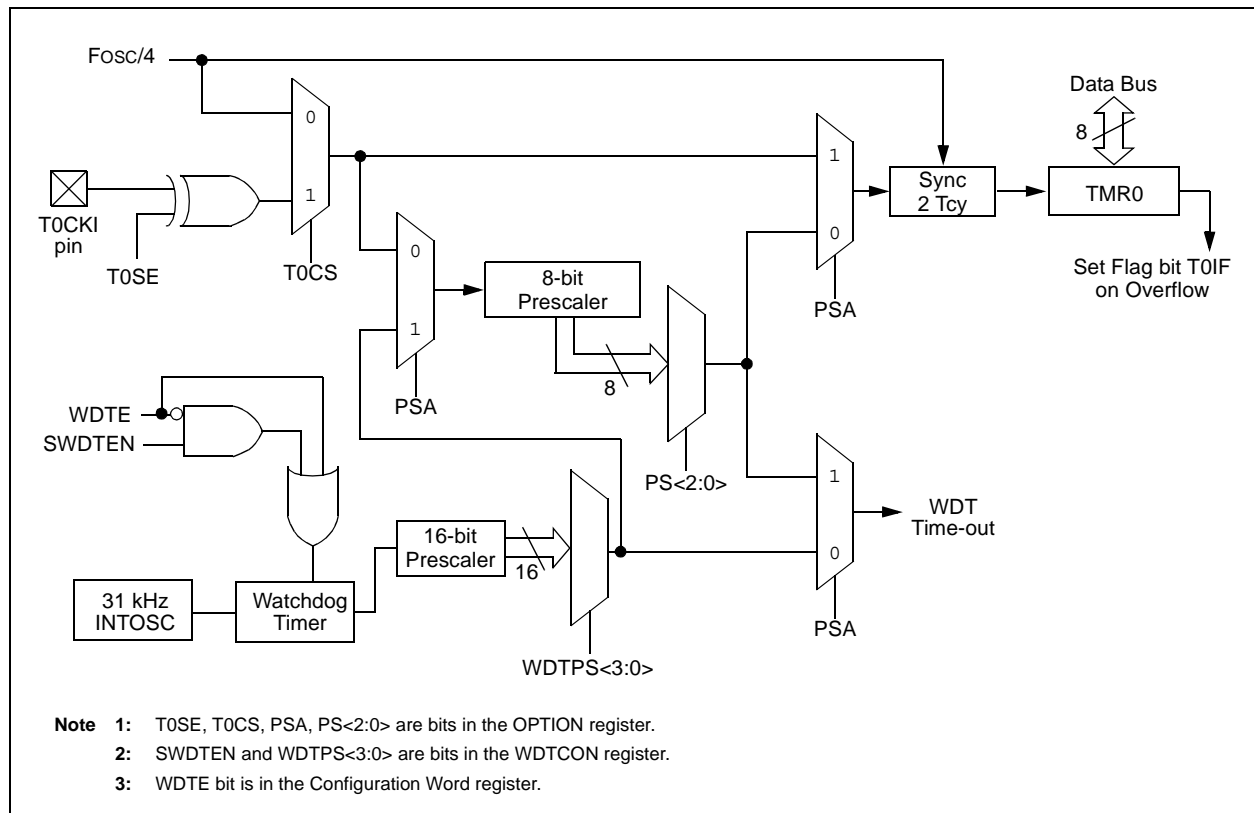 FOSC/4
Data Bus
0
8
1
T0CKI
pin
1
Sync
2 TCY
TMR0
T0SE
T0CS
0
0
8-bit
Prescaler
Set Flag bit T0IF
on Overflow
PSA
1
8
WDTE
SWDTEN
PSA
PS<2:0>
1
WDT
Time-out
16-bit
Prescaler
16
0
31 kHz
INTOSC
Watchdog
Timer
PSA
WDTPS<3:0>
Note 1: T0SE, T0CS, PSA, PS<2:0> are bits in the OPTION register.
2: SWDTEN and WDTPS<3:0> are bits in the WDTCON register.
3: WDTE bit is in the Configuration Word register.